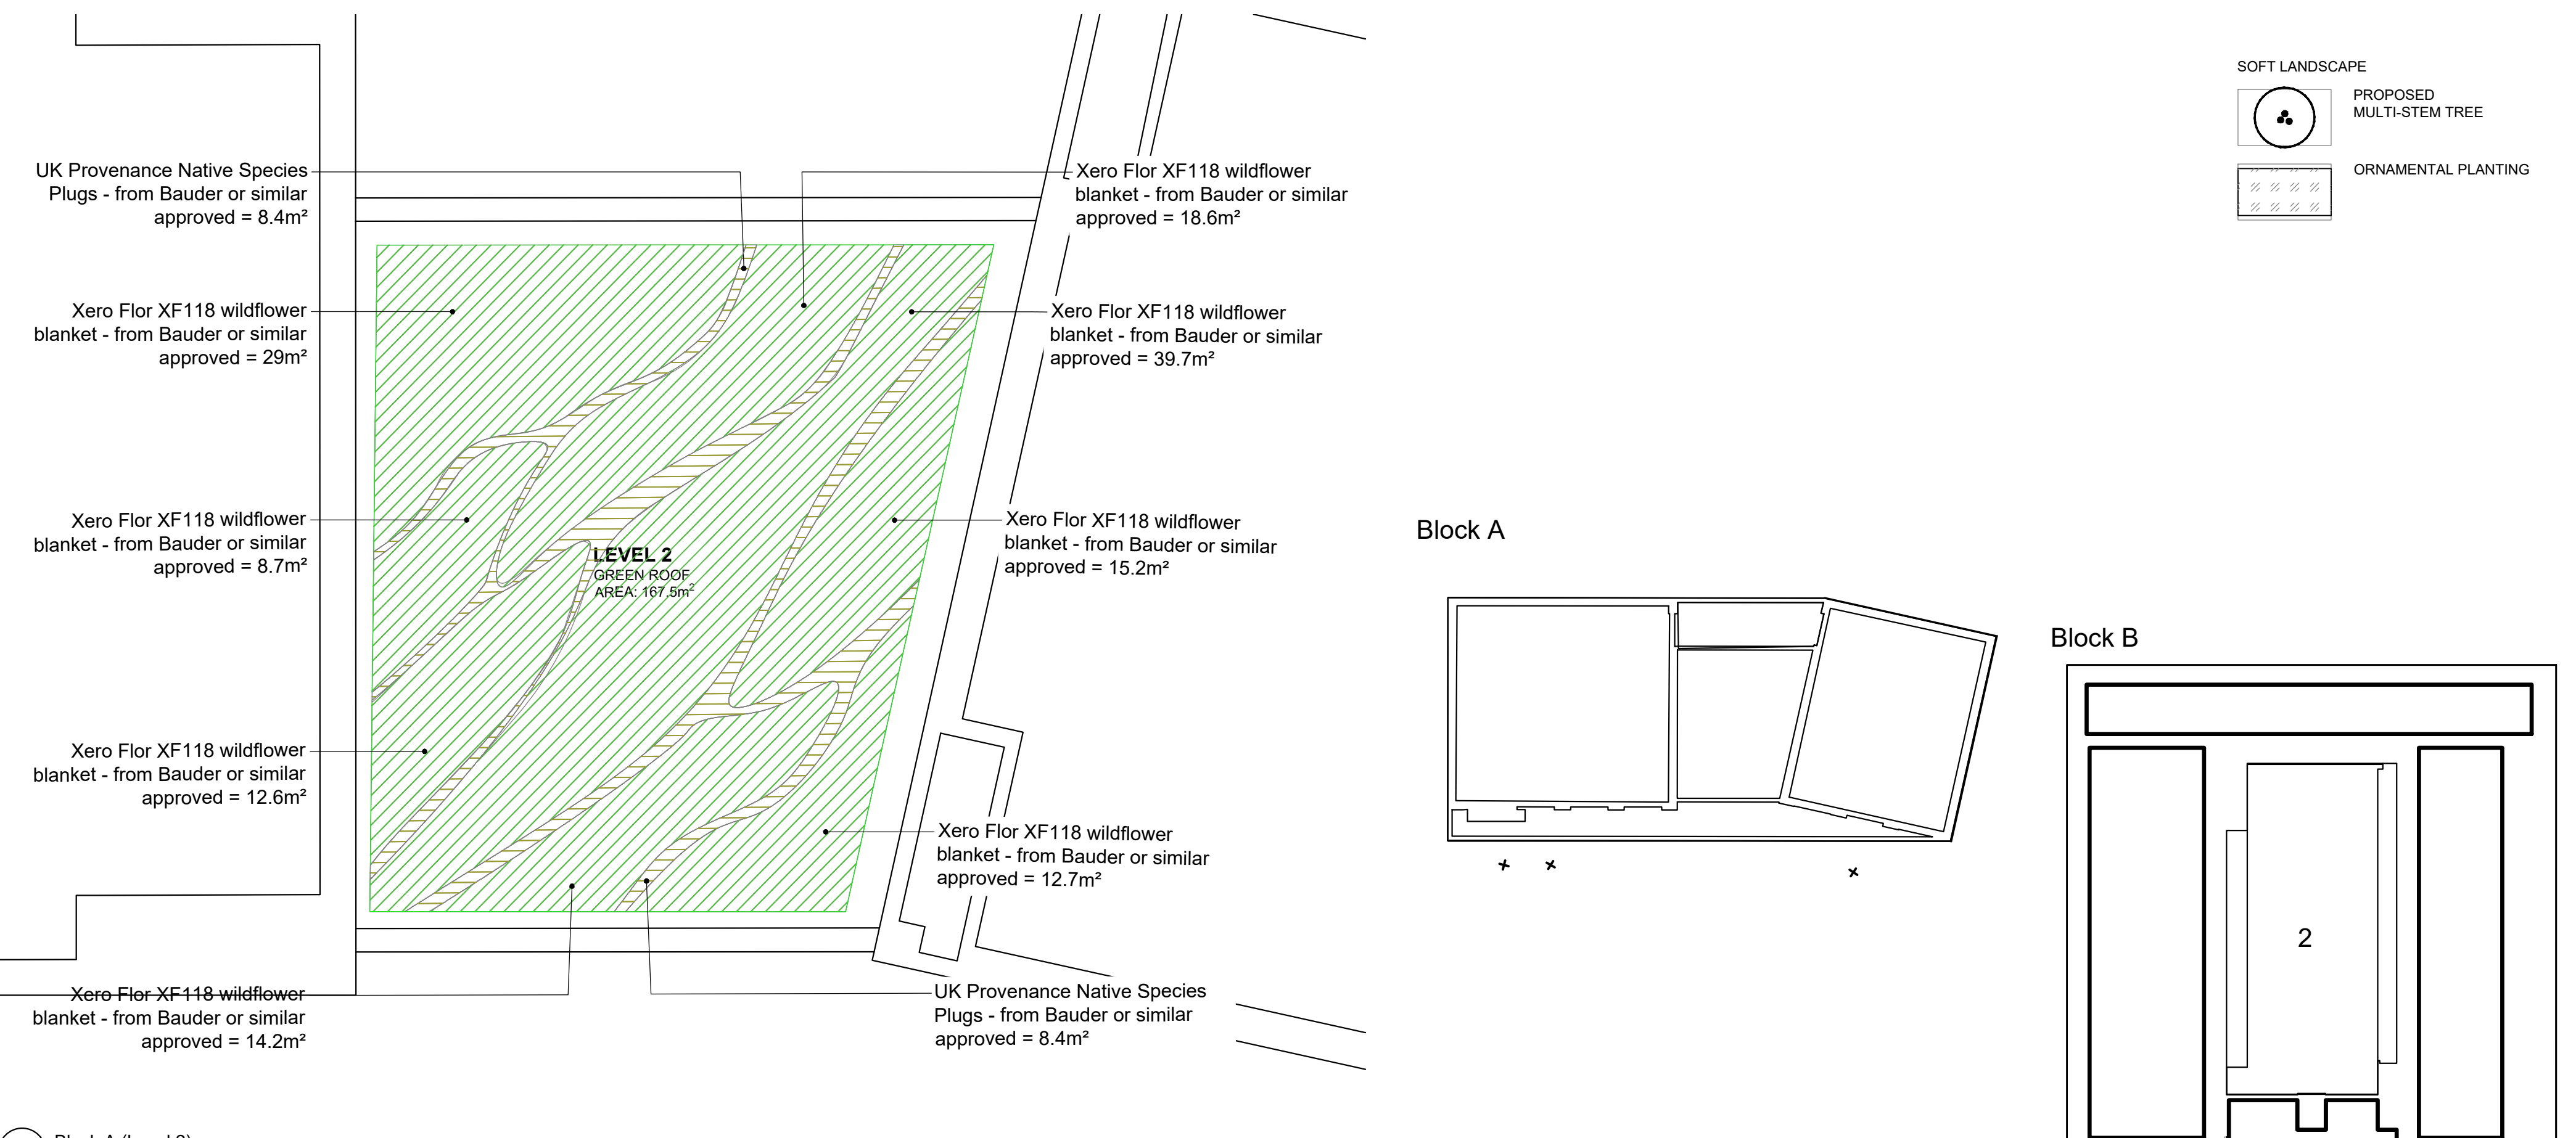 UK Provenance Native Species
Plugs - from Bauder or similar
approved = 8.4m²
Xero Flor XF118 wildflower
blanket - from Bauder or similar
approved = 29m²
Xero Flor XF118 wildflower
blanket - from Bauder or similar
approved = 8.7m²
Xero Flor XF118 wildflower
blanket - from Bauder or similar
approved = 12.6m²
Xero Flor XF118 wildflower
blanket - from Bauder or similar
approved = 14.2m²
LEVEL 2
GREEN ROOF
AREA: 167.5m²
Xero Flor XF118 wildflower
blanket - from Bauder or similar
approved = 18.6m²
Xero Flor XF118 wildflower
blanket - from Bauder or similar
approved = 39.7m²
Xero Flor XF118 wildflower
blanket - from Bauder or similar
approved = 15.2m²
Xero Flor XF118 wildflower
blanket - from Bauder or similar
approved = 12.7m²
UK Provenance Native Species
Plugs - from Bauder or similar
approved = 8.4m²
SOFT LANDSCAPE
PROPOSED
MULTI-STEM TREE
ORNAMENTAL PLANTING
Block A
Block B
2